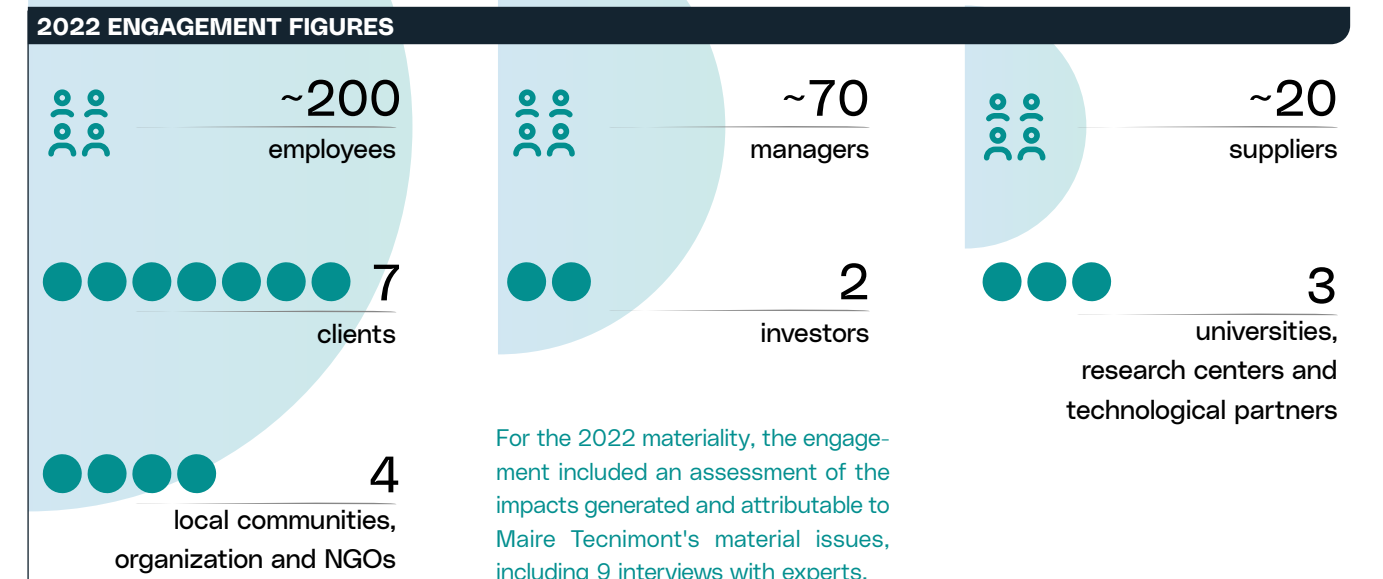 2022 ENGAGEMENT FIGURES
~200
employees
~70
managers
~20
suppliers
7
clients
2
investors
3
universities,
research centers and
technological partners
4
local communities,
organization and NGOs
For the 2022 materiality, the engage-
ment included an assessment of the
impacts generated and attributable to
Maire Tecnimont's material issues,
including 9 interviews with experts.